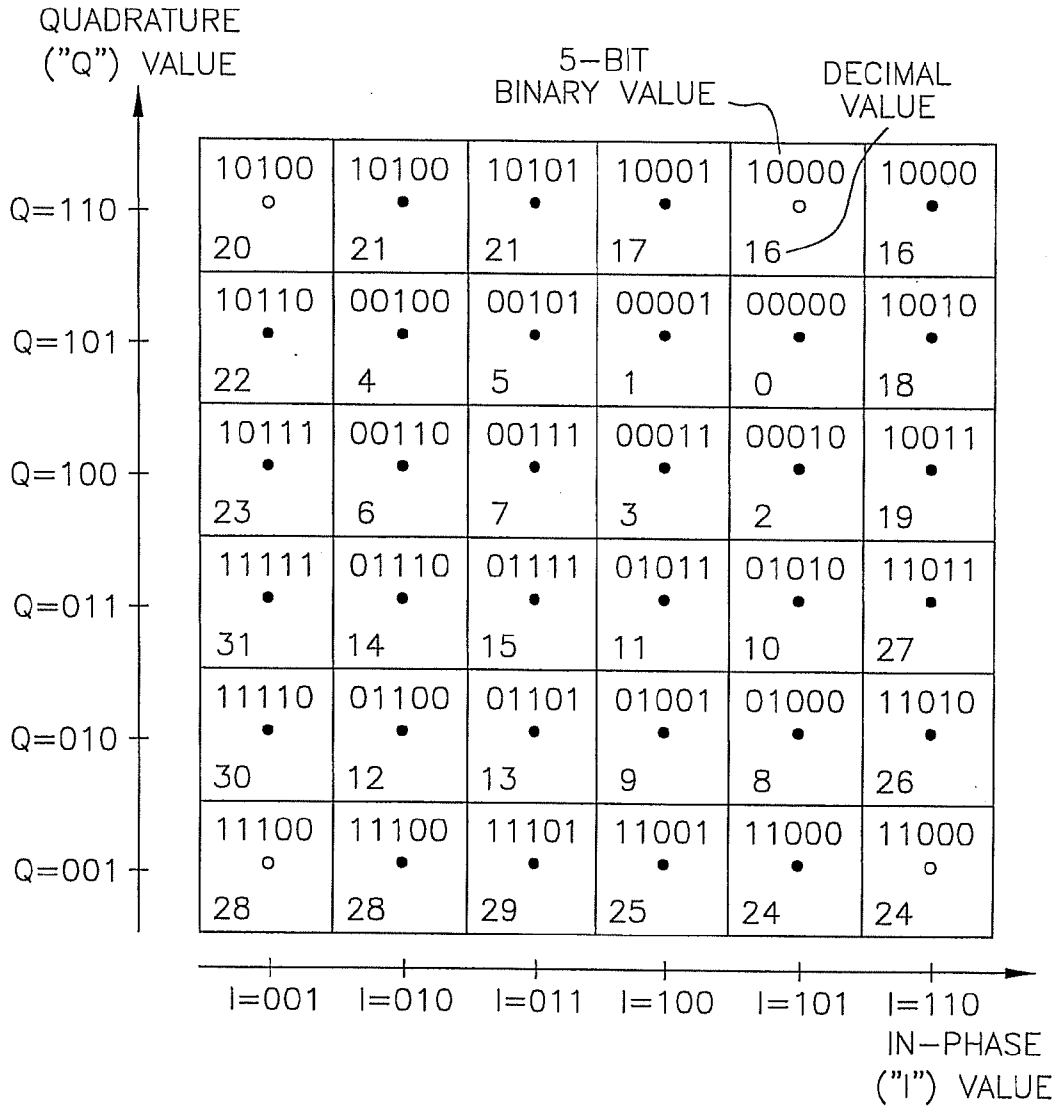 QUADRATURE
("Q") VALUE
5-BIT
BINARY VALUE
DECIMAL
VALUE
Q=110
10100 10100 10101 10001 10000 10000
20 21 21 17 16 16
Q=101
10110 00100 00101 00001 00000 10010
22 4 5 1 0 18
Q=100
10111 00110 00111 00011 00010 10011
23 6 7 3 2 19
Q=011
11111 01110 01111 01011 01010 11011
31 14 15 11 10 27
Q=010
11110 01100 01101 01001 01000 11010
30 12 13 9 8 26
Q=001
11100 11100 11101 11001 11000 11000
28 28 29 25 24 24
I=001 I=010 I=011 I=100 I=101 I=110
IN-PHASE
("I") VALUE